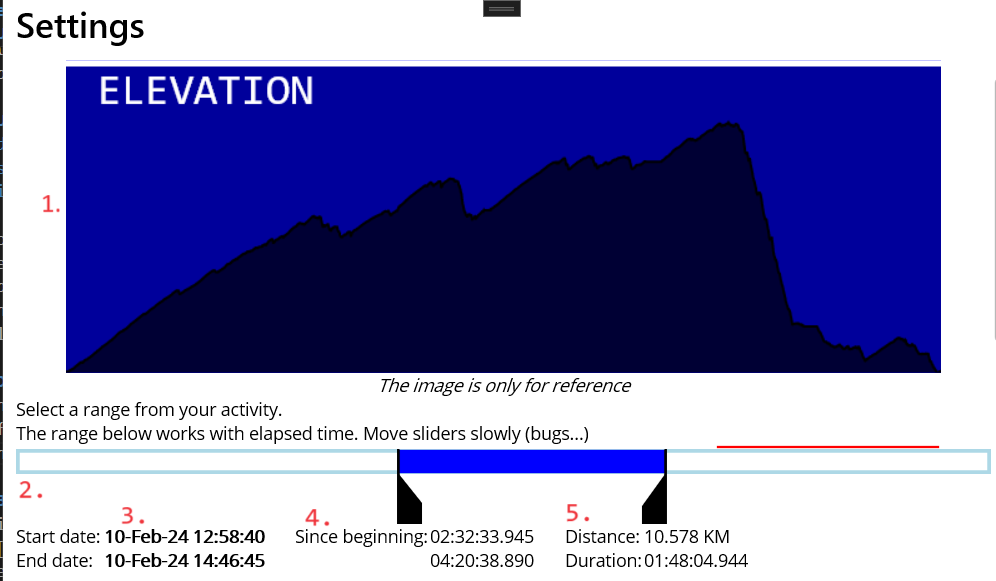 Settings
ELEVATION
1.
The image is only for reference
Select a range from your activity.
The range below works with elapsed time. Move sliders slowly (bugs...)
2.
3.
4.
5.
Start date: 10-Feb-24 12:58:40 Since beginning: 02:32:33.945 Distance: 10.578 KM
End date: 10-Feb-24 14:46:45 04:20:38.890 Duration: 01:48:04.944